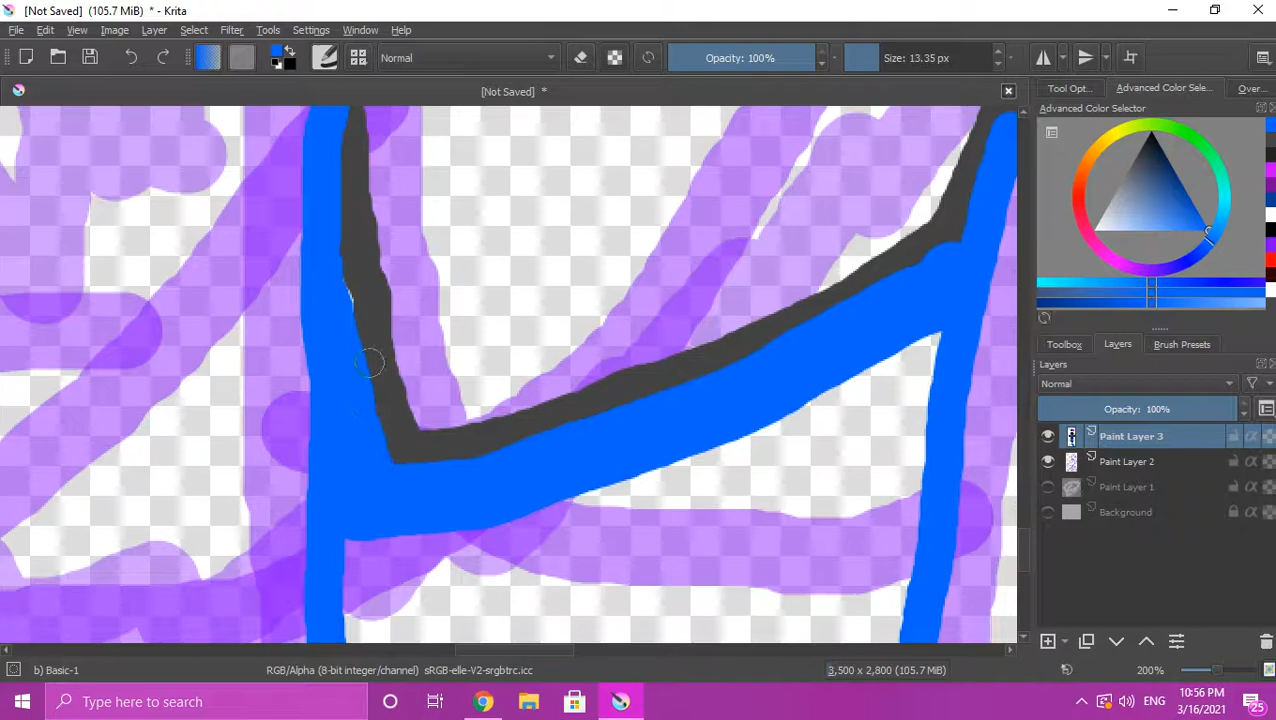 [Not Saved] (105.7 MiB) * - Krita
File Edit View Image Layer Select Filter Tools Settings Window Help
Normal Opacity: 100% Size: 13.35 px
[Not Saved] *
Tool Opt... Advanced Color Sele... Over...
Advanced Color Selector
Toolbox Layers Brush Presets
Layers
Normal
Opacity: 100%
Paint Layer 3
Paint Layer 2
Paint Layer 1
Background
b) Basic-1 RGB/Alpha (8-bit integer/channel) sRGB-elle-V2-srgbtrc.icc 3,500 x 2,800 (105.7 MiB) 200%
Type here to search ENG 10:56 PM
3/16/2021 25